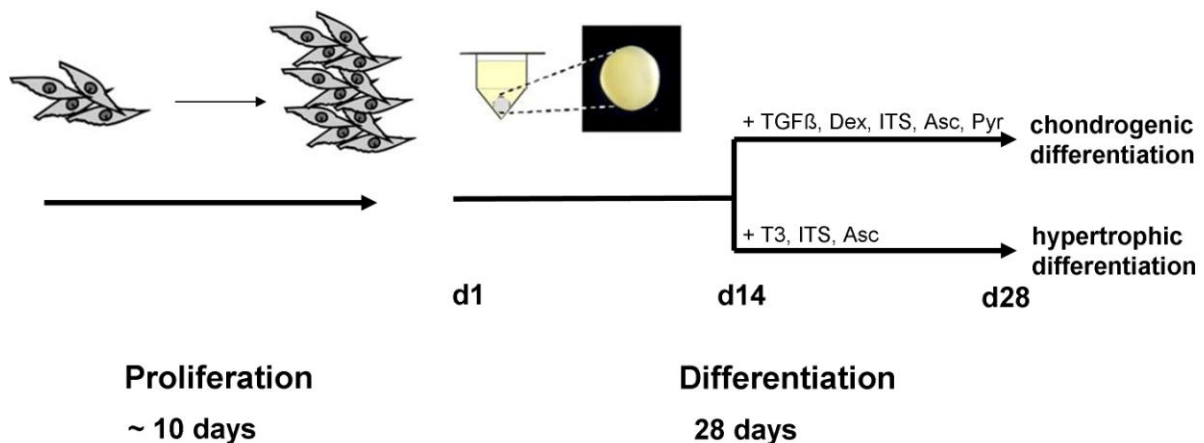 + TGFß, Dex, ITS, Asc, Pyr
chondrogenic
differentiation
+ T3, ITS, Asc
hypertrophic
differentiation
d1
d14
d28
Proliferation
Differentiation
~ 10 days
28 days